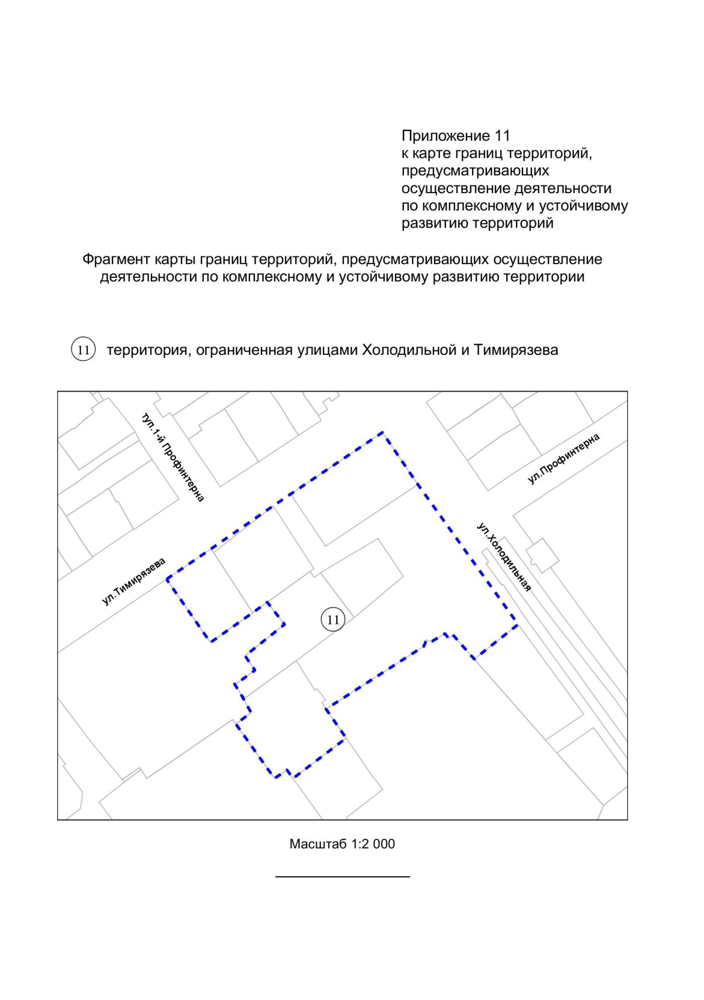 Приложение 11
к карте границ территорий,
предусматривающих
осуществление деятельности
по комплексному и устойчивому
развитию территорий
Фрагмент карты границ территорий, предусматривающих осуществление
деятельности по комплексному и устойчивому развитию территории
11 территория, ограниченная улицами Холодильной и Тимирязева
туп.1-й Профинтерна
ул.Профинтерна
ул.Холодильная
ул.Тимирязева
11
Масштаб 1:2 000